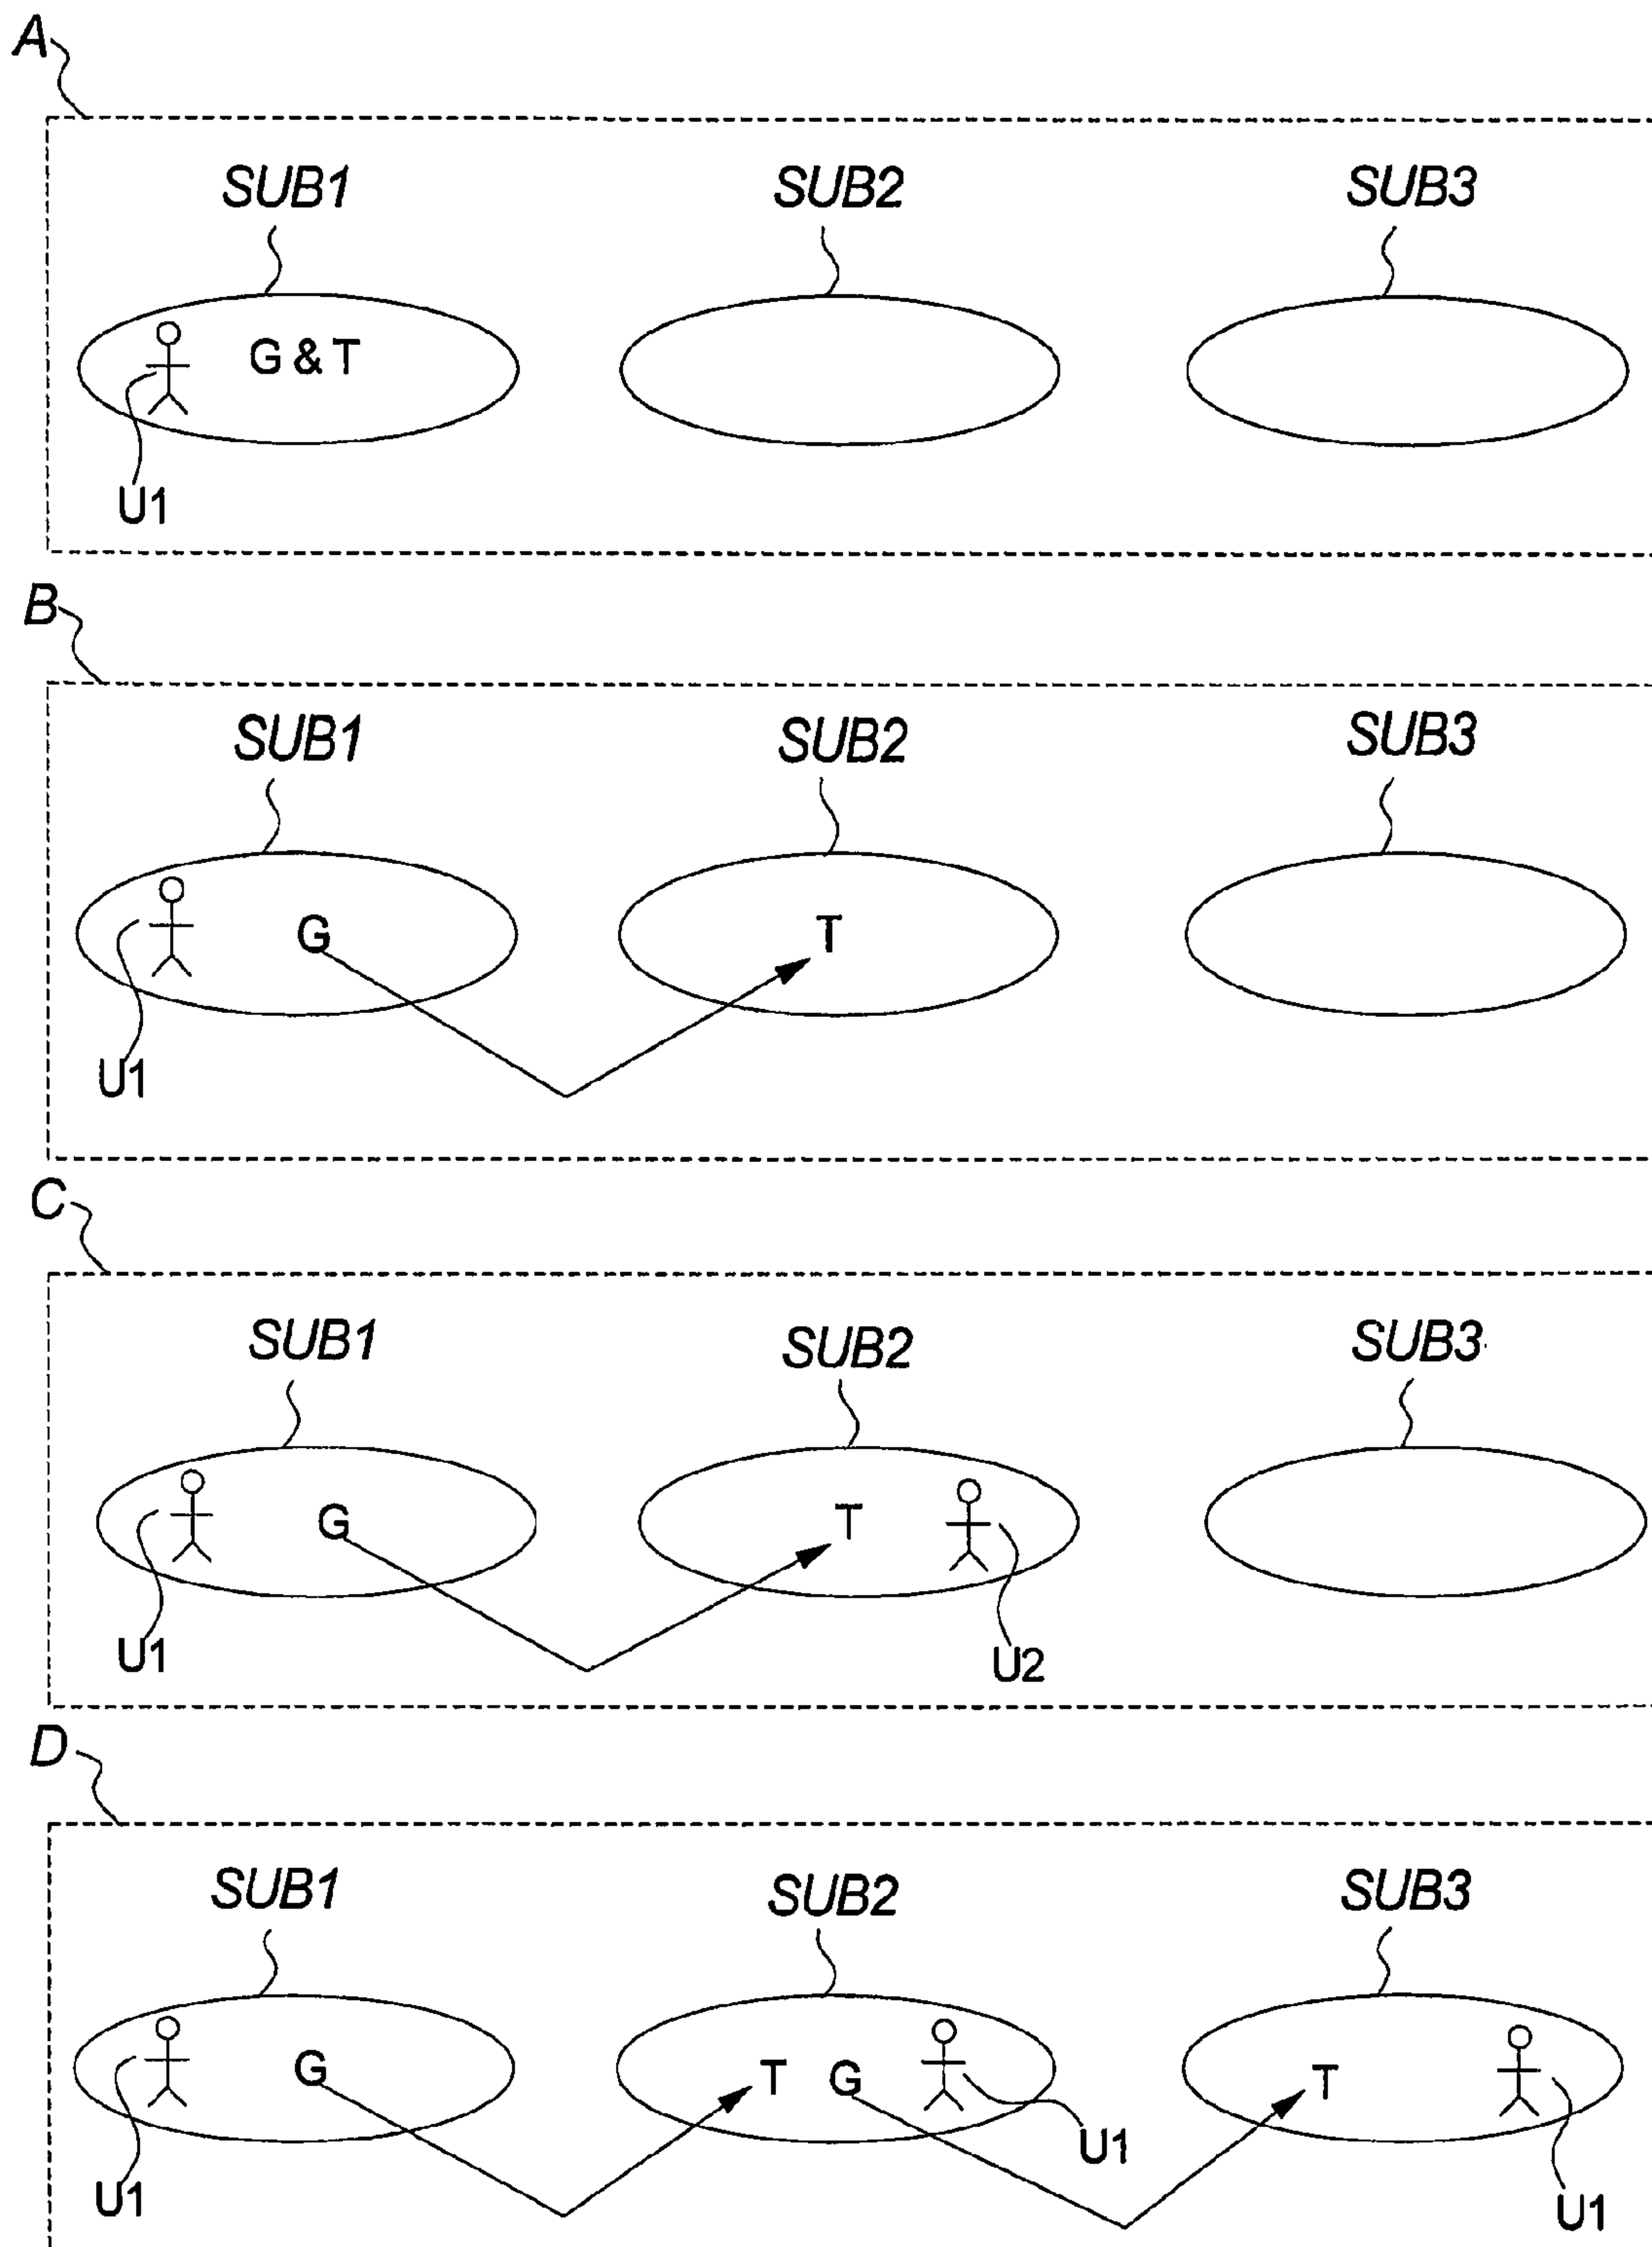 A
SUB1 SUB2 SUB3
G & T
U1
B
SUB1 SUB2 SUB3
G T
U1
C
SUB1 SUB2 SUB3
G T
U1 U2
D
SUB1 SUB2 SUB3
G T G T
U1 U1 U1